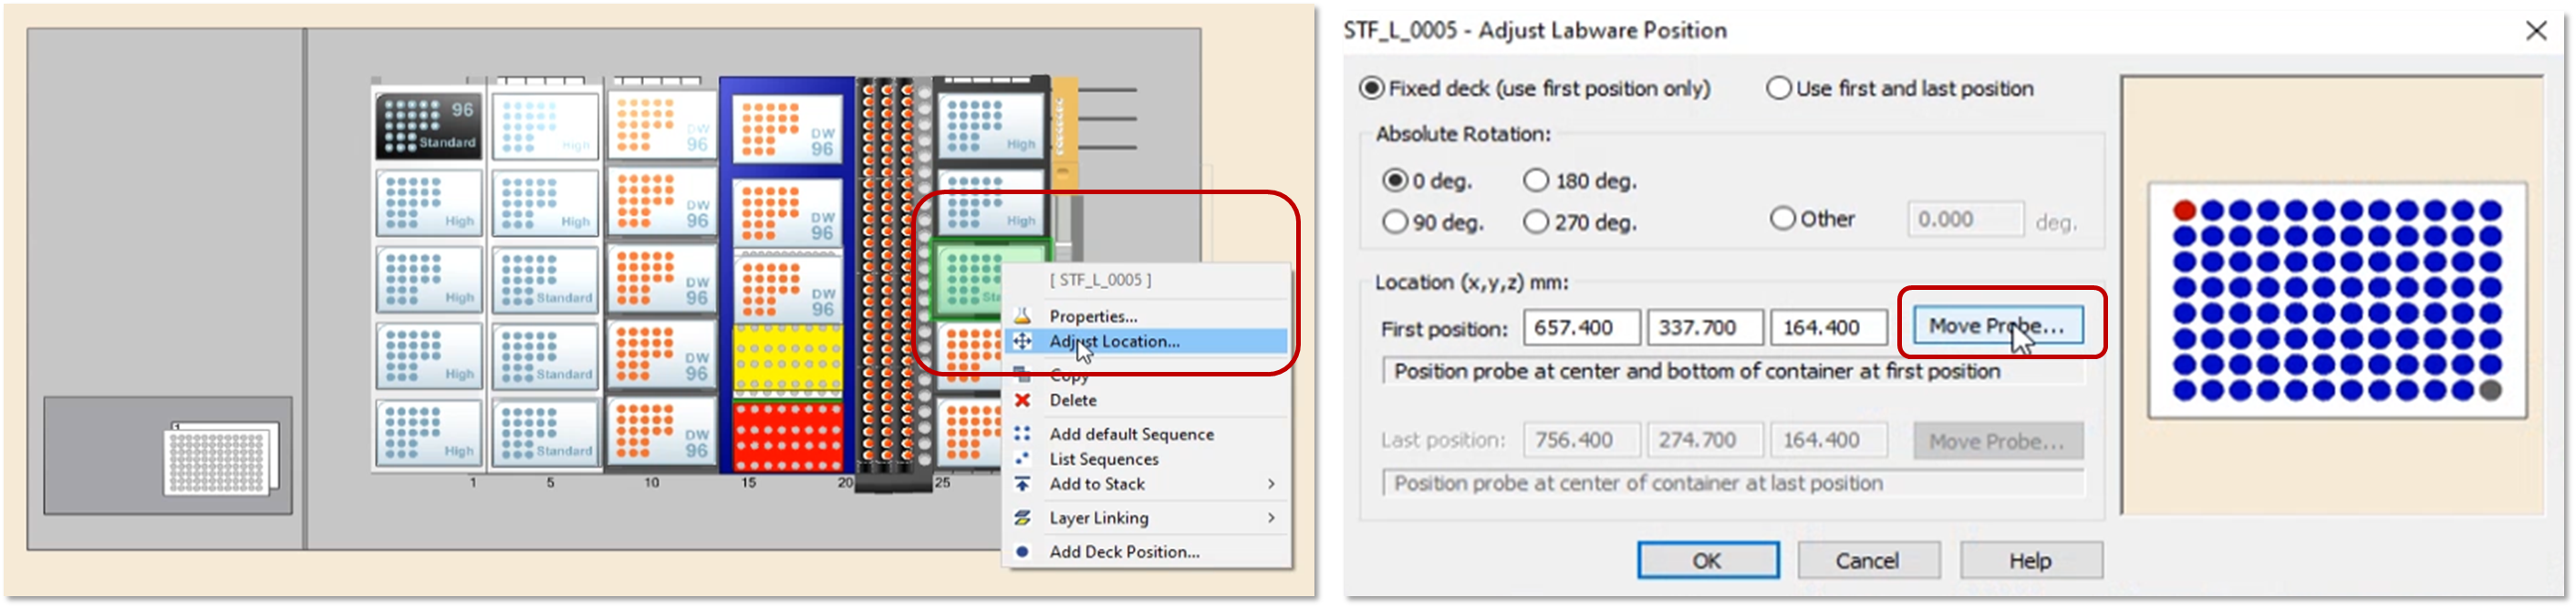 96
Standard
High
DW
96
DW
96
High
High
High
DW
96
DW
96
High
High
Standard
DW
96
DW
96
Sta
High
Standard
DW
96
High
Standard
DW
96
1
5
10
15
20
25
1
[ STF_L_0005 ]
Properties...
Adjust Location...
Copy
Delete
Add default Sequence
List Sequences
Add to Stack
Layer Linking
Add Deck Position...
STF_L_0005 - Adjust Labware Position
Fixed deck (use first position only) Use first and last position
Absolute Rotation:
0 deg. 180 deg.
90 deg. 270 deg. Other 0.000 deg.
Location (x,y,z) mm:
First position: 657.400 337.700 164.400 Move Probe...
Position probe at center and bottom of container at first position
Last position: 756.400 274.700 164.400 Move Probe...
Position probe at center of container at last position
OK Cancel Help